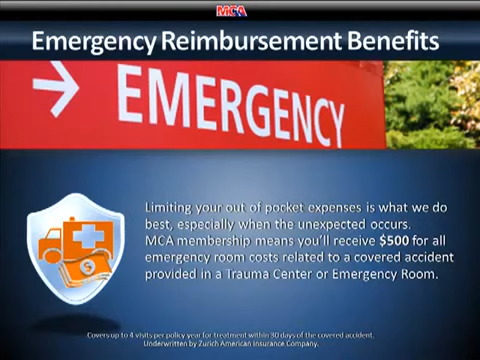 MCA
Emergency Reimbursement Benefits
EMERGENCY
Limiting your out of pocket expenses is what we do
best, especially when the unexpected occurs.
MCA membership means you'll receive $500 for all
emergency room costs related to a covered accident
provided in a Trauma Center or Emergency Room.
$
Covers up to 4 visits per policy year for treatment within 30 days of the covered accident.
Underwritten by Zurich American Insurance Company.